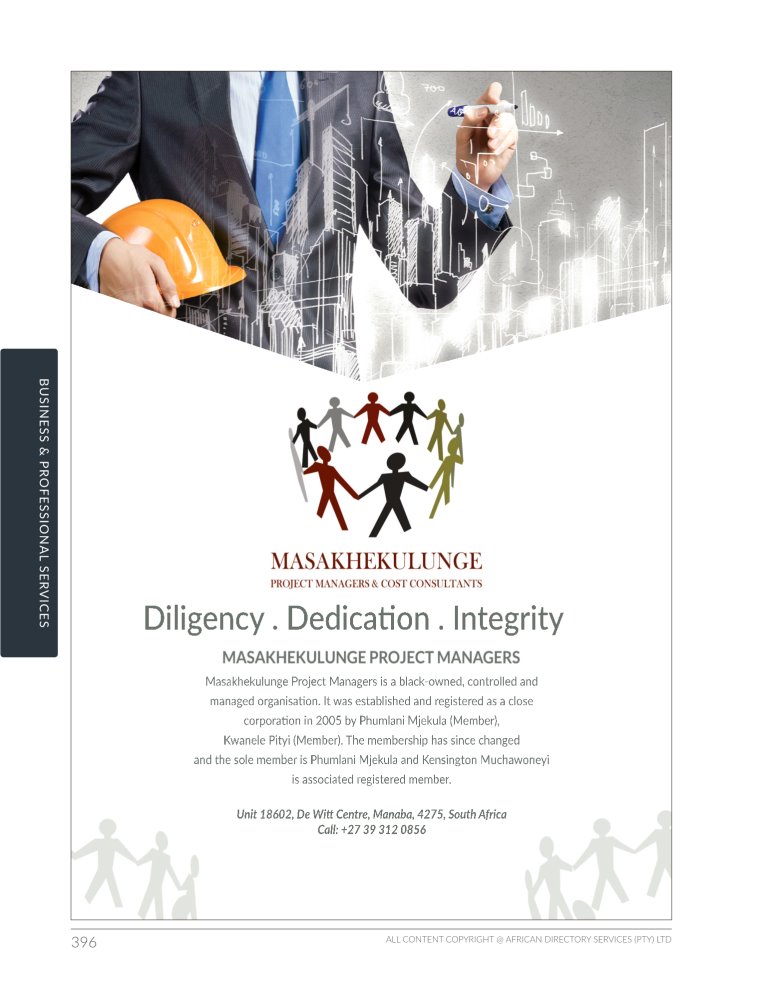 700
BUSINESS & PROFESSIONAL SERVICES
MASAKHEKULUNGE
PROJECT MANAGERS & COST CONSULTANTS
Diligency . Dedication . Integrity
MASAKHEKULUNGE PROJECT MANAGERS
Masakhekulunge Project Managers is a black-owned, controlled and
managed organisation. It was established and registered as a close
corporation in 2005 by Phumlani Mjekula (Member),
Kwanele Pityi (Member). The membership has since changed
and the sole member is Phumlani Mjekula and Kensington Muchawoneyi
is associated registered member.
Unit 18602, De Witt Centre, Manaba, 4275, South Africa
Call: +27 39 312 0856
396
ALL CONTENT COPYRIGHT @ AFRICAN DIRECTORY SERVICES (PTY) LTD